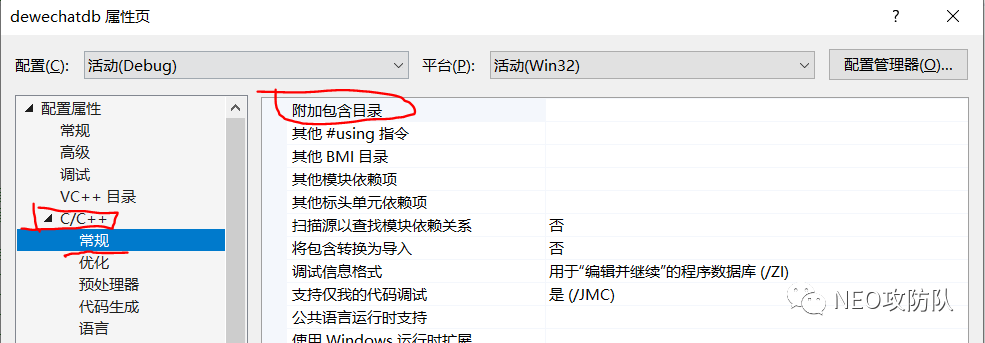 dewechatdb 属性页
配置(C): 活动(Debug) 平台(P): 活动(Win32) 配置管理器(O)...
配置属性
常规
高级
调试
VC++ 目录
C/C++
常规
优化
预处理器
代码生成
语言
附加包含目录
其他 #using 指令
其他 BMI 目录
其他模块依赖项
其他标头单元依赖项
扫描源以查找模块依赖关系 否
将包含转换为导入 否
调试信息格式 用于“编辑并继续”的程序数据库 (/ZI)
支持仅我的代码调试 是 (/JMC)
公共语言运行时支持
使用 Windows 运行时扩展
NEO攻防队